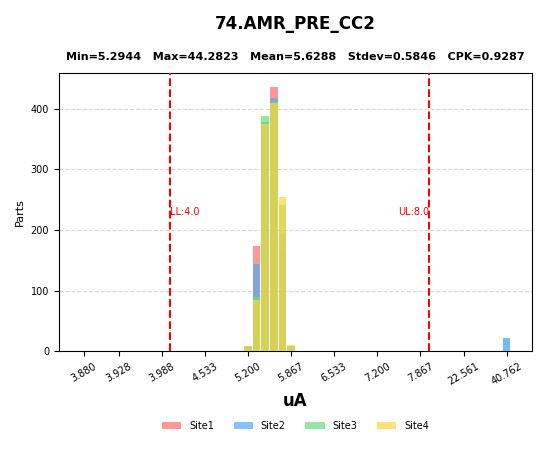 74.AMR_PRE_CC2
Min=5.2944 Max=44.2823 Mean=5.6288 Stdev=0.5846 CPK=0.9287
Parts
400
300
200
100
0
LL:4.0
UL:8.0
3.880 3.928 3.988 4.533 5.200 5.867 6.533 7.200 7.867 22.561 40.762
uA
Site1 Site2 Site3 Site4